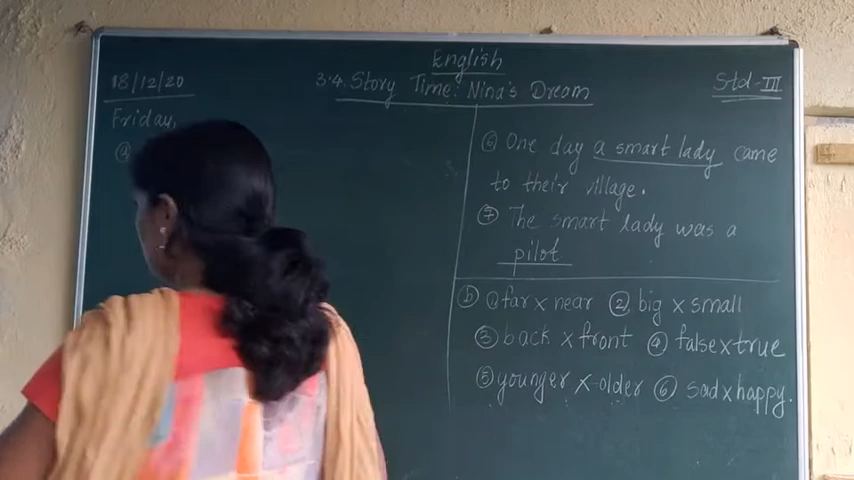 English
18/12/20
3.4. Story Time: Nina's Dream
Std-III
Friday,
ⓐ
⑥ One day a smart lady came
to their village.
⑦ The smart lady was a
pilot
ⓑ ① far x near ② big x small
③ back x front ④ false x true
⑤ younger x older ⑥ sad x happy.